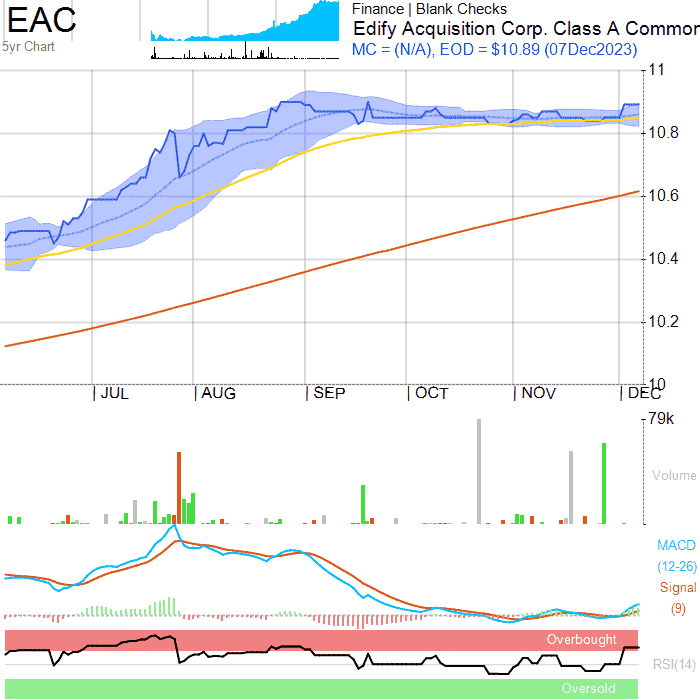 EAC
5yr Chart
Finance | Blank Checks
Edify Acquisition Corp. Class A Common
MC = (N/A), EOD = $10.89 (07Dec2023)
11
10.8
10.6
10.4
10.2
10
JUL AUG SEP OCT NOV DEC
79k
Volume
MACD
(12-26)
Signal
(9)
Overbought
RSI(14)
Oversold